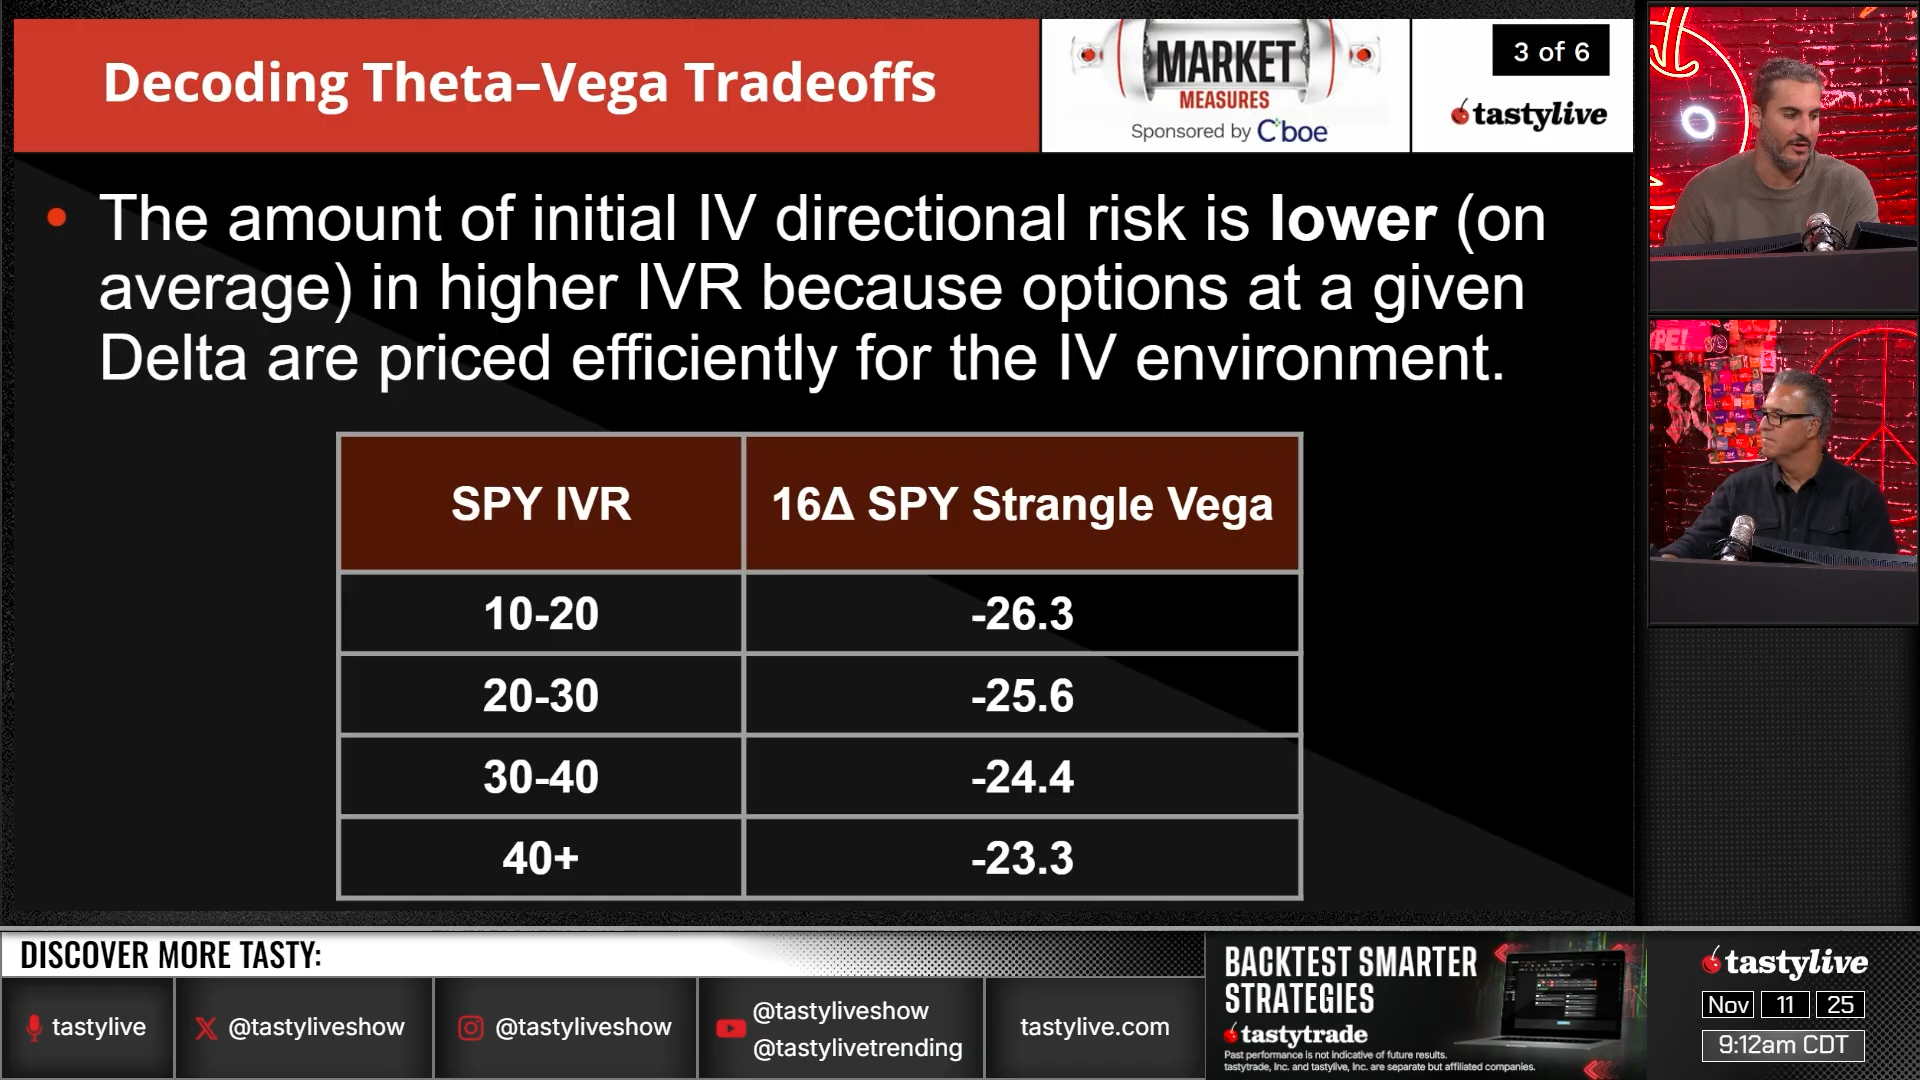 Decoding Theta–Vega Tradeoffs
MARKET
MEASURES
Sponsored by Cboe
3 of 6
tastylive
• The amount of initial IV directional risk is lower (on
average) in higher IVR because options at a given
Delta are priced efficiently for the IV environment.
SPY IVR 16Δ SPY Strangle Vega
10-20 -26.3
20-30 -25.6
30-40 -24.4
40+ -23.3
DISCOVER MORE TASTY:
tastylive
@tastyliveshow
@tastyliveshow
@tastyliveshow
@tastylivetrending
tastylive.com
BACKTEST SMARTER
STRATEGIES
tastytrade
Past performance is not indicative of future results.
tastytrade, Inc. and tastylive, Inc. are separate but affiliated companies.
tastylive
Nov 11 25
9:12am CDT